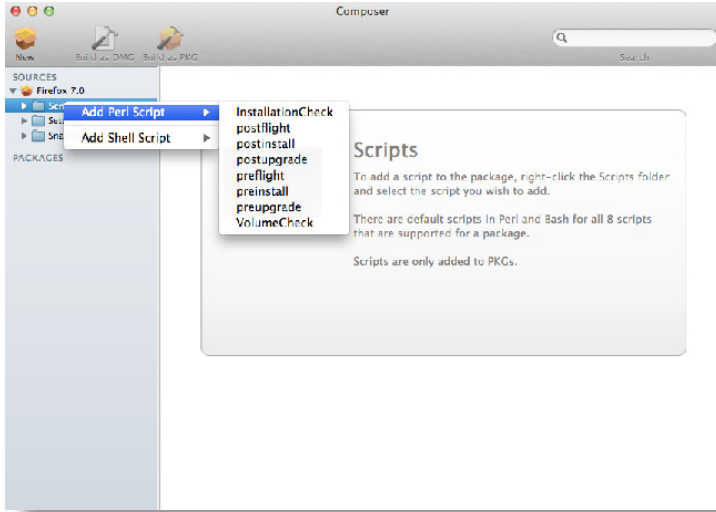 Composer
New
Build as DMG
Build as PKG
Search
SOURCES
Firefox 7.0
Add Perl Script
Add Shell Script
PACKAGES
InstallationCheck
postflight
postinstall
postupgrade
preflight
preinstall
preupgrade
VolumeCheck
Scripts
To add a script to the package, right-click the Scripts folder
and select the script you wish to add.
There are default scripts in Perl and Bash for all 8 scripts
that are supported for a package.
Scripts are only added to PKGs.